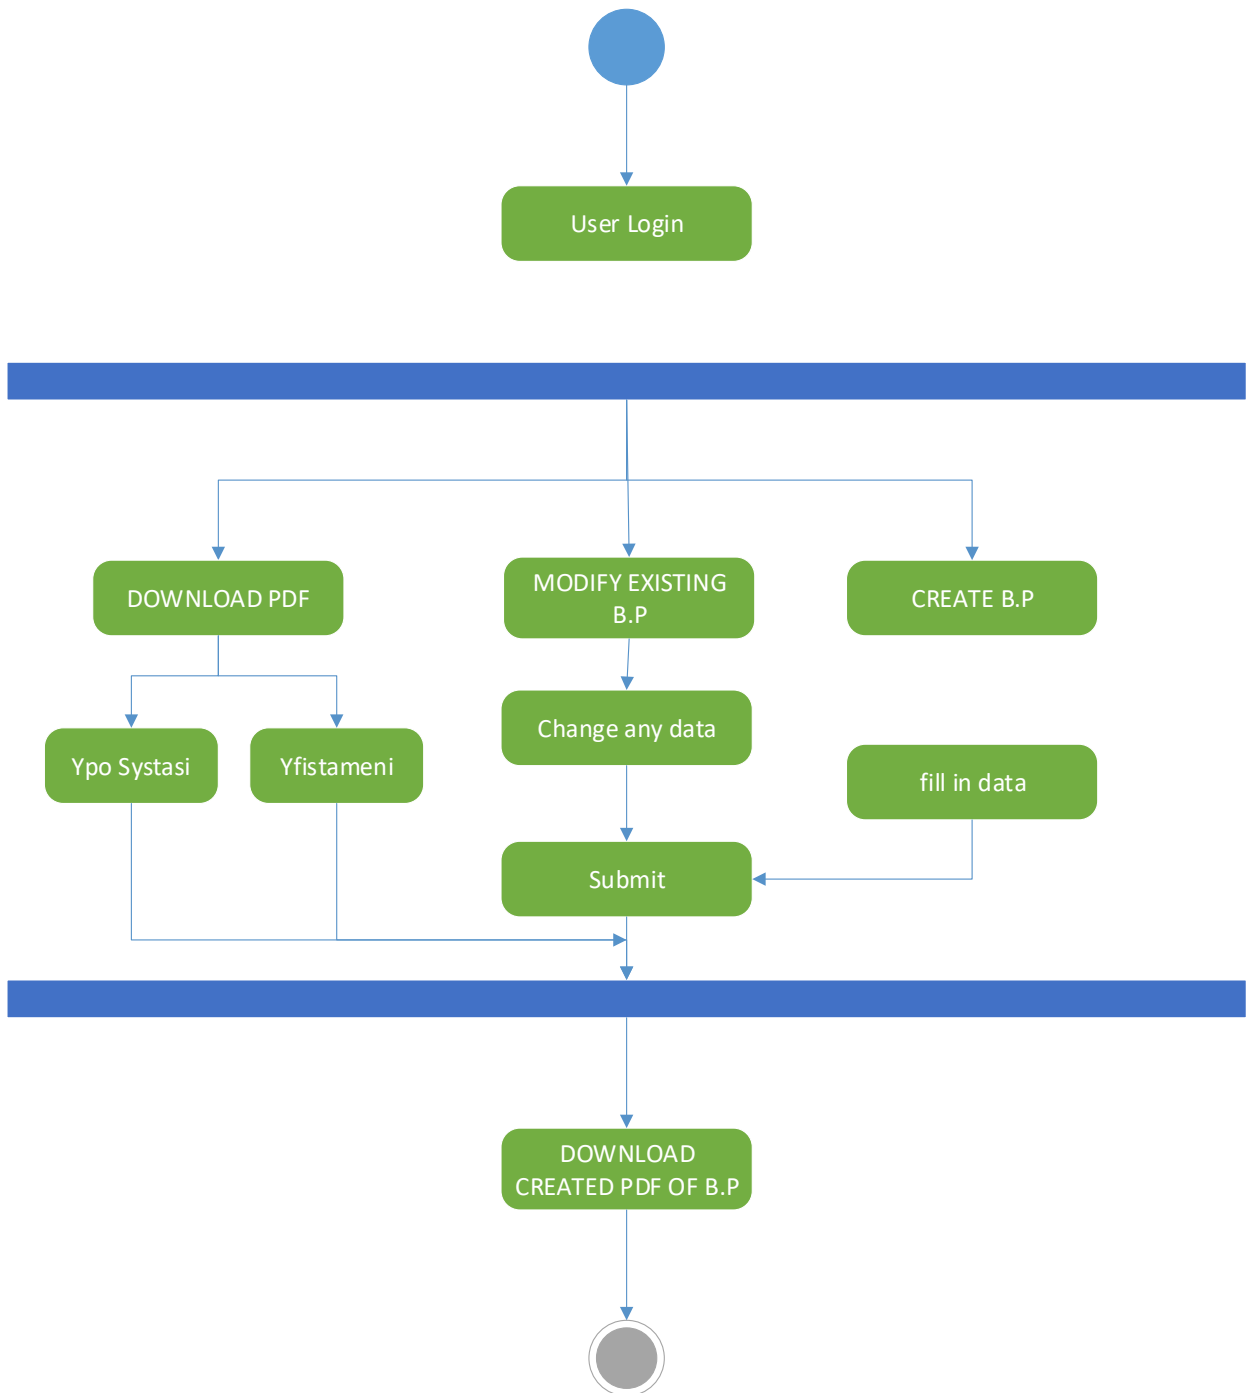 User Login
DOWNLOAD PDF
MODIFY EXISTING
B.P
CREATE B.P
Change any data
Ypo Systasi
Yfistameni
fill in data
Submit
DOWNLOAD
CREATED PDF OF B.P